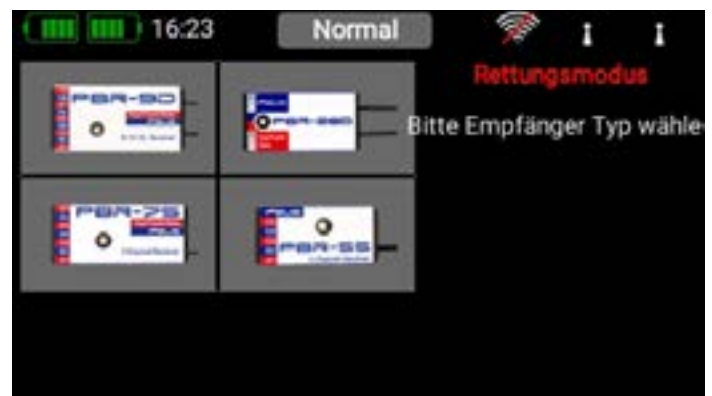 16:23
Normal
Rettungsmodus
Bitte Empfänger Typ wähle
PBR-9D
PBR-26D
PBR-7S
PBR-5S